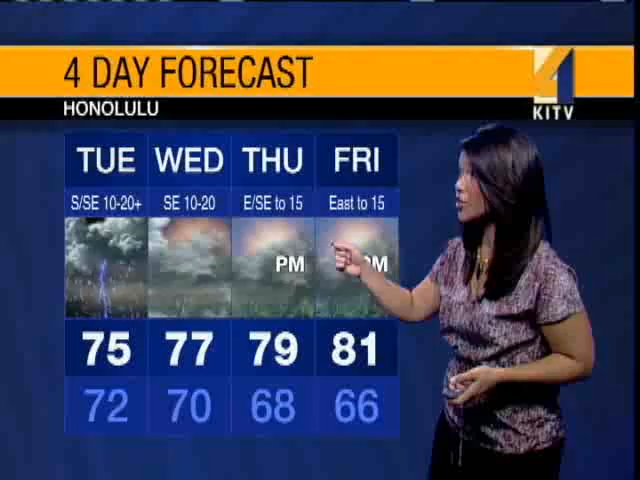 4 DAY FORECAST
4
KITV
HONOLULU
TUE WED THU FRI
S/SE 10-20+ SE 10-20 E/SE to 15 East to 15
PM
75 77 79 81
72 70 68 66